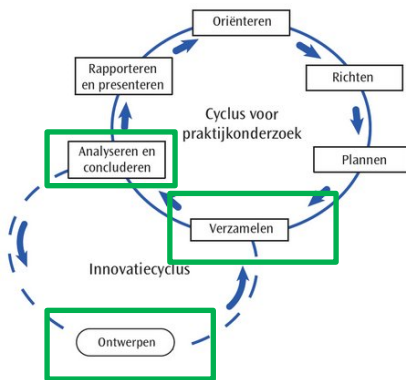 Oriënteren
Rapporteren
en presenteren
Richten
Cyclus voor
praktijkonderzoek
Analyseren en
concluderen
Plannen
Verzamelen
Innovatiecyclus
Ontwerpen